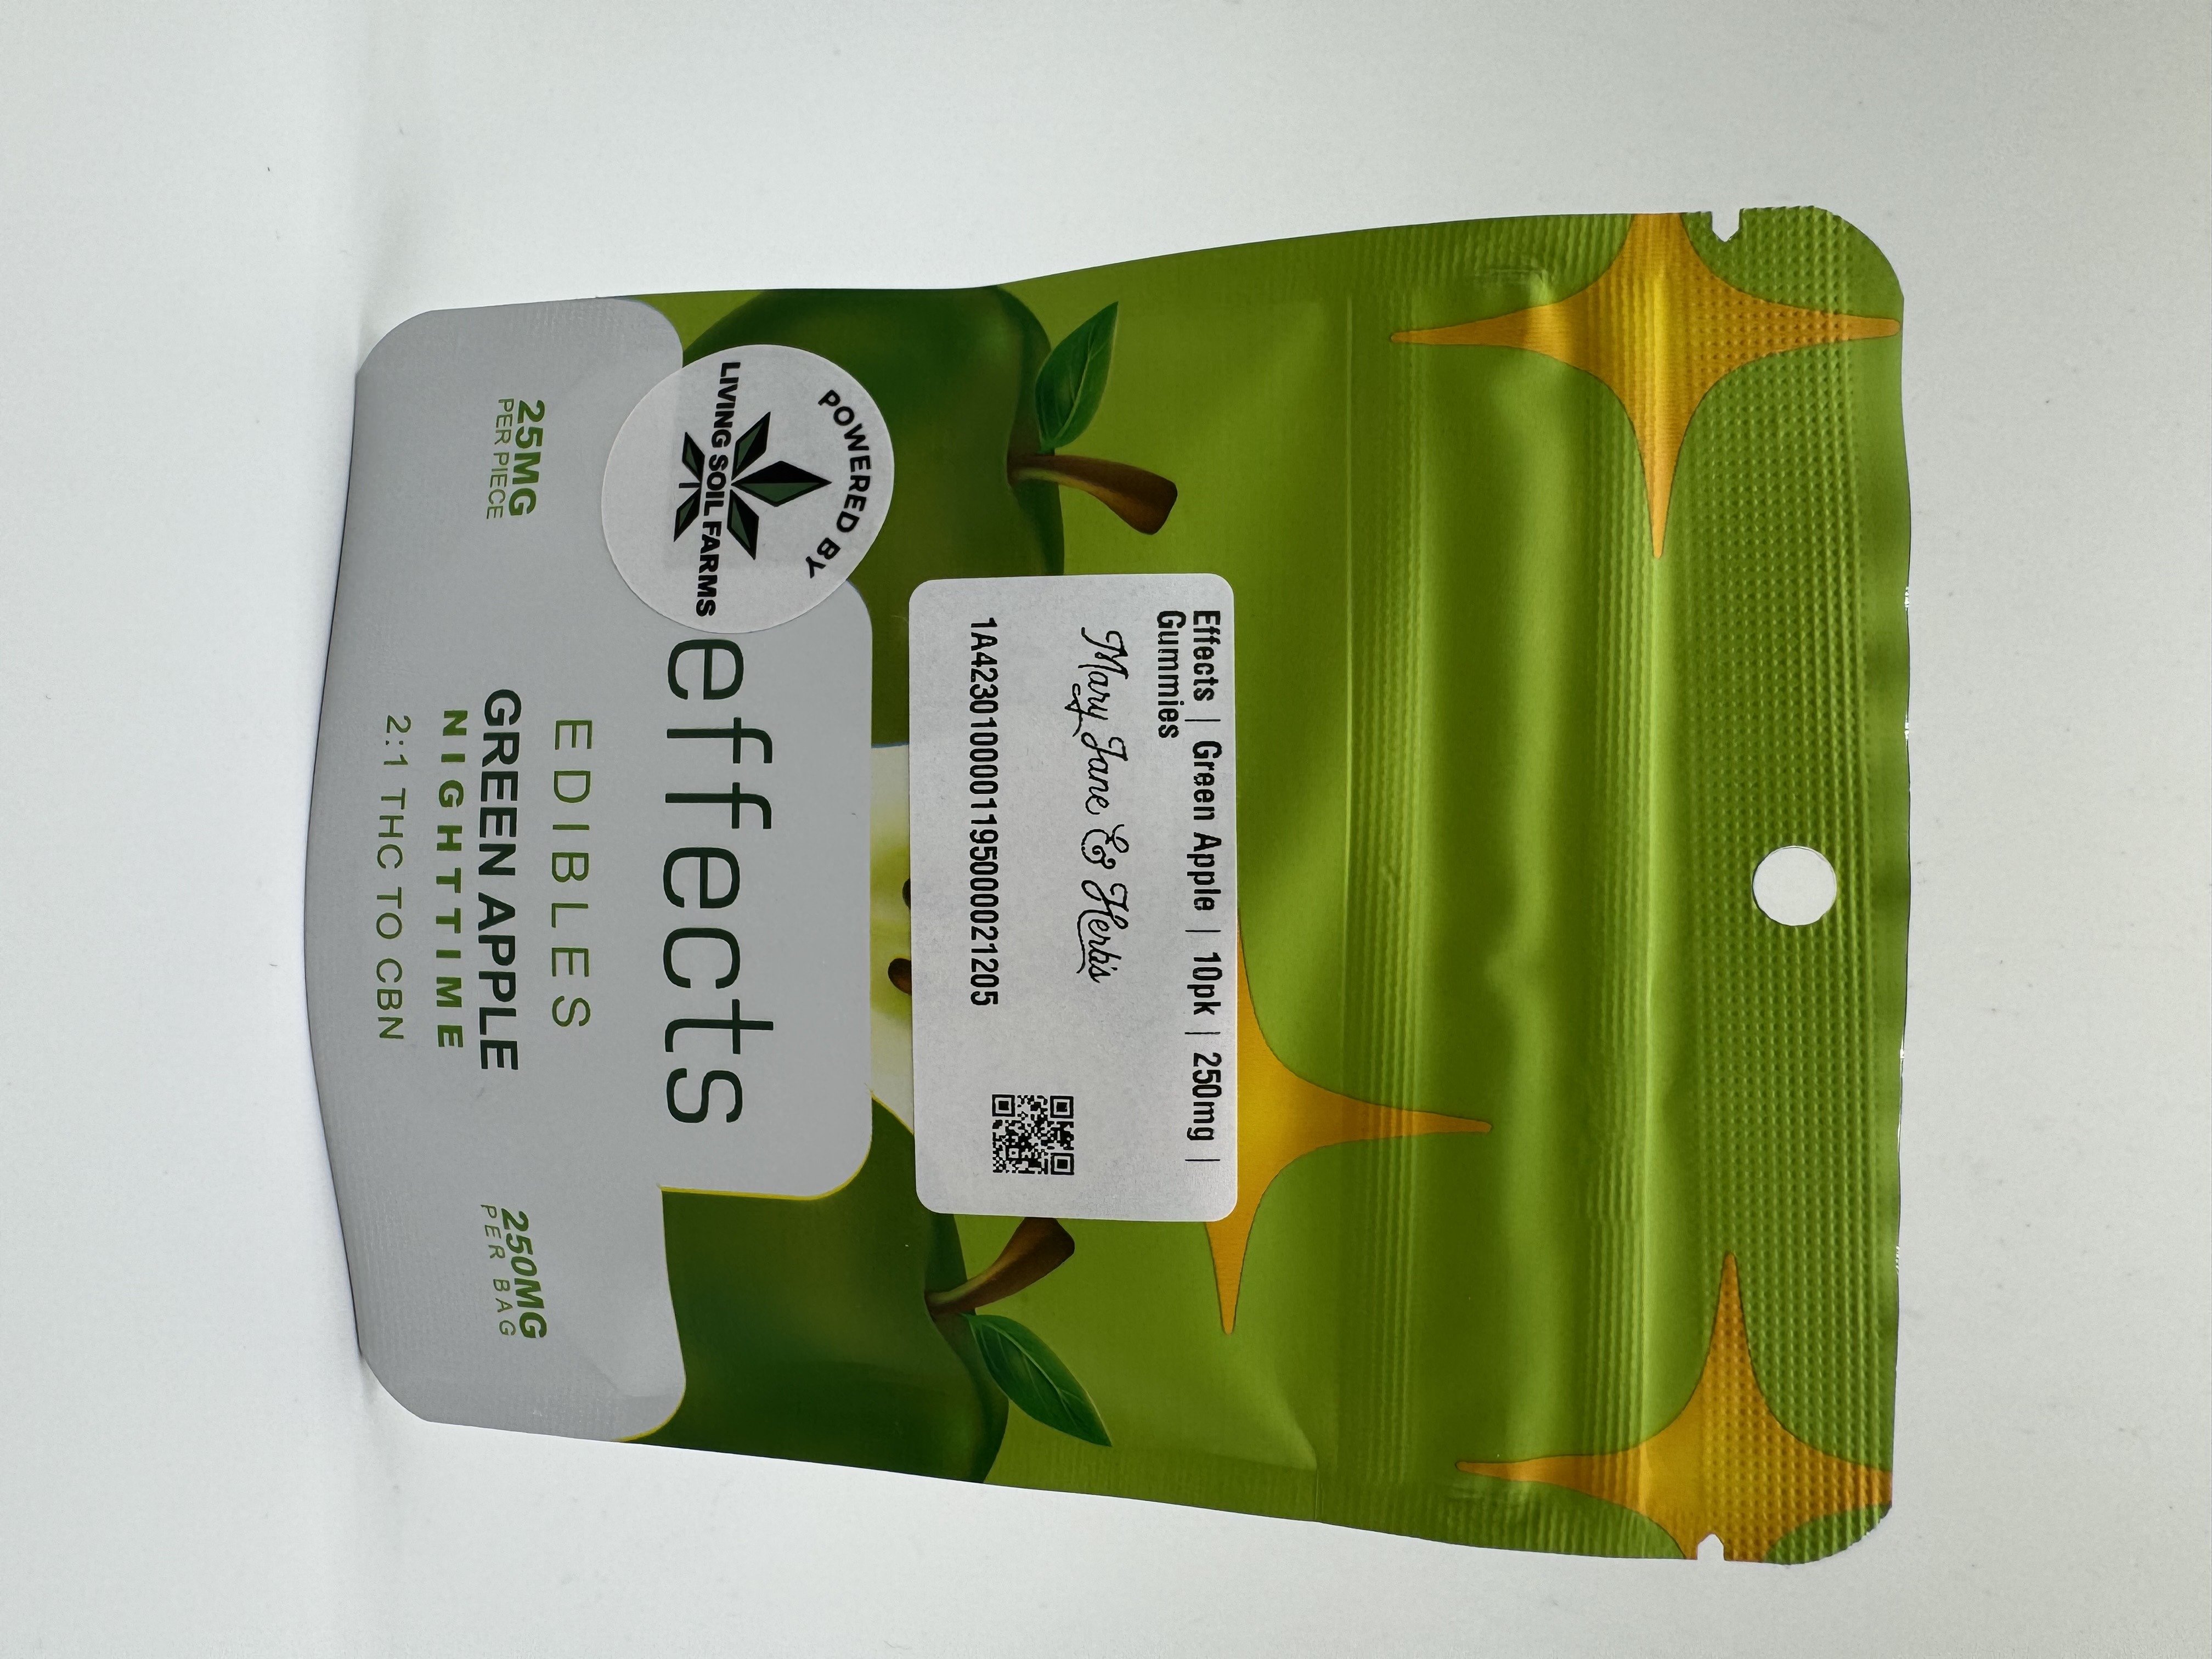 Effects | Green Apple | 10pk | 250mg |
Gummies
Mary Jane & Herbis
1A4230100001195000021205
POWERED BY
LIVING SOIL FARMS
effects
EDIBLES
GREEN APPLE
NIGHTTIME
2:1 THC TO CBN
25MG
PER PIECE
250MG
PER BAG